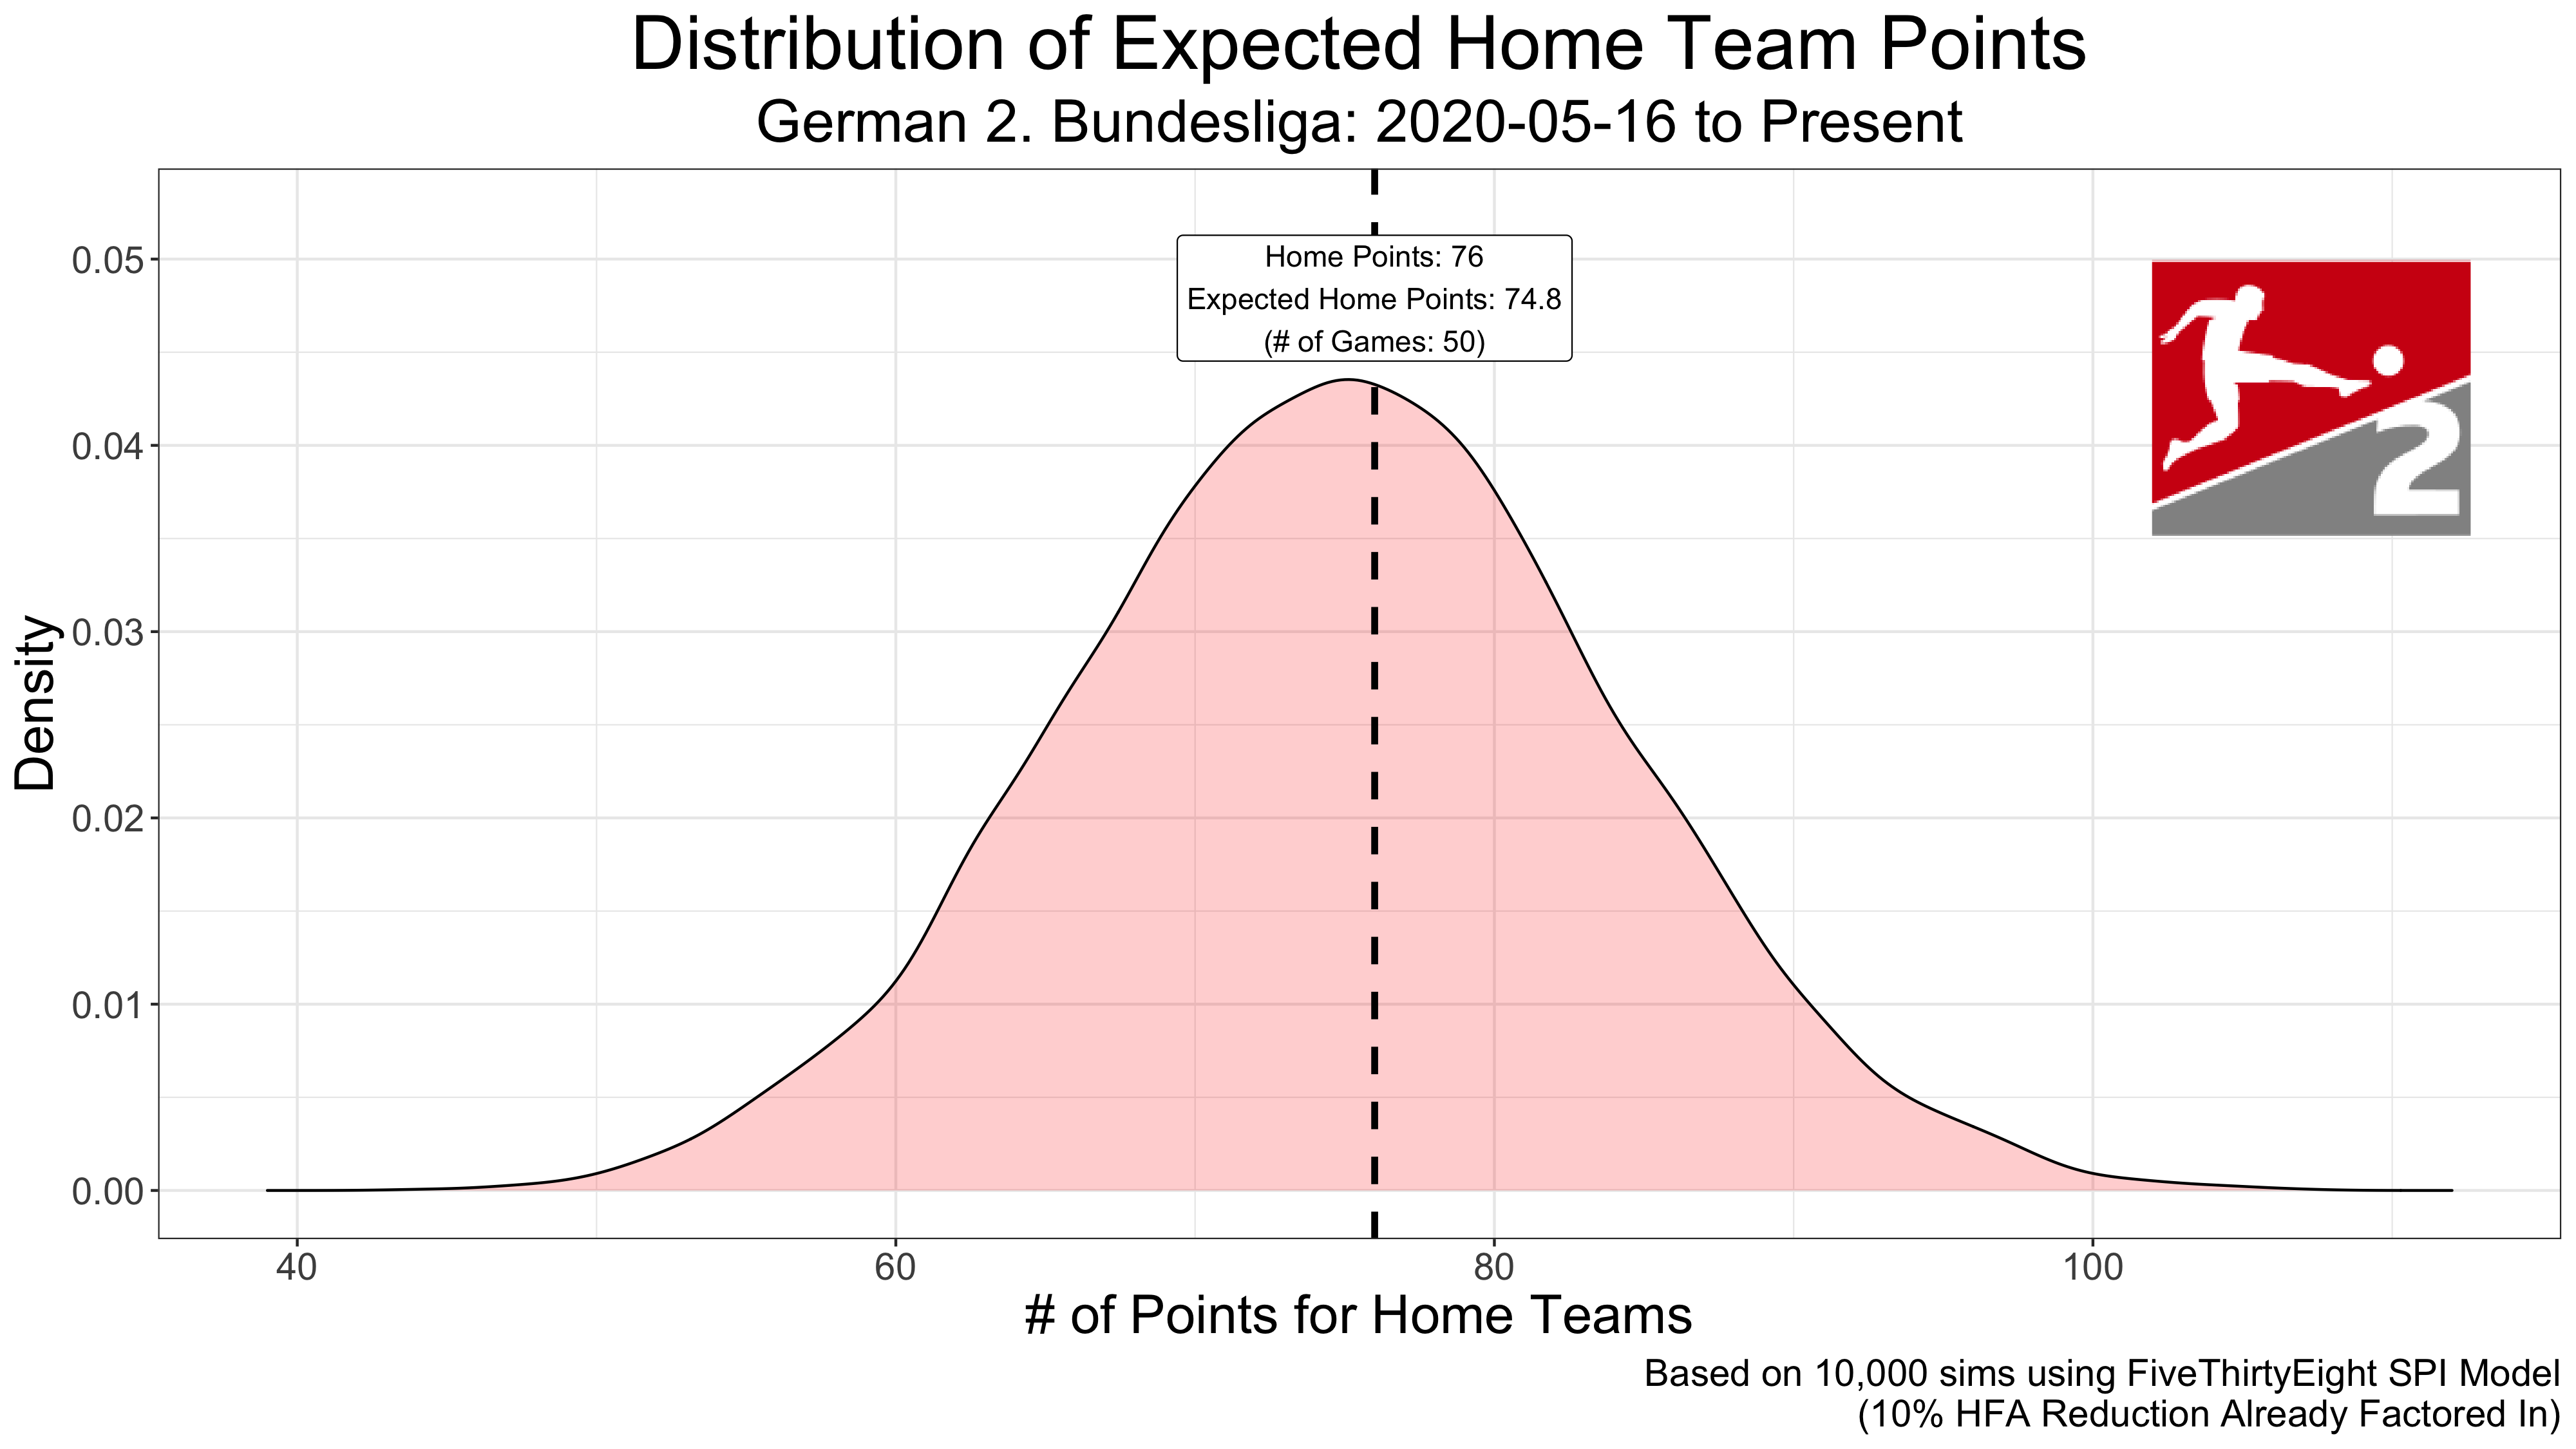 Distribution of Expected Home Team Points
German 2. Bundesliga: 2020-05-16 to Present
Home Points: 76
Expected Home Points: 74.8
(# of Games: 50)
2
Density
0.05
0.04
0.03
0.02
0.01
0.00
40 60 80 100
# of Points for Home Teams
Based on 10,000 sims using FiveThirtyEight SPI Model
(10% HFA Reduction Already Factored In)